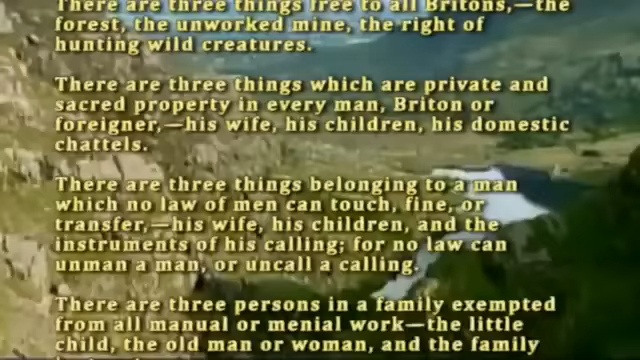 There are three things free to all Britons,—the
forest, the unworked mine, the right of
hunting wild creatures.
There are three things which are private and
sacred property in every man, Briton or
foreigner,—his wife, his children, his domestic
chattels.
There are three things belonging to a man
which no law of men can touch, fine, or
transfer,—his wife, his children, and the
instruments of his calling; for no law can
unman a man, or uncall a calling.
There are three persons in a family exempted
from all manual or menial work—the little
child, the old man or woman, and the family